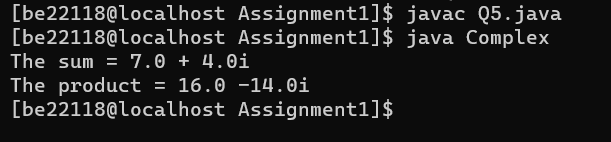 [be22118@localhost Assignment1]$ javac Q5.java
[be22118@localhost Assignment1]$ java Complex
The sum = 7.0 + 4.0i
The product = 16.0 -14.0i
[be22118@localhost Assignment1]$